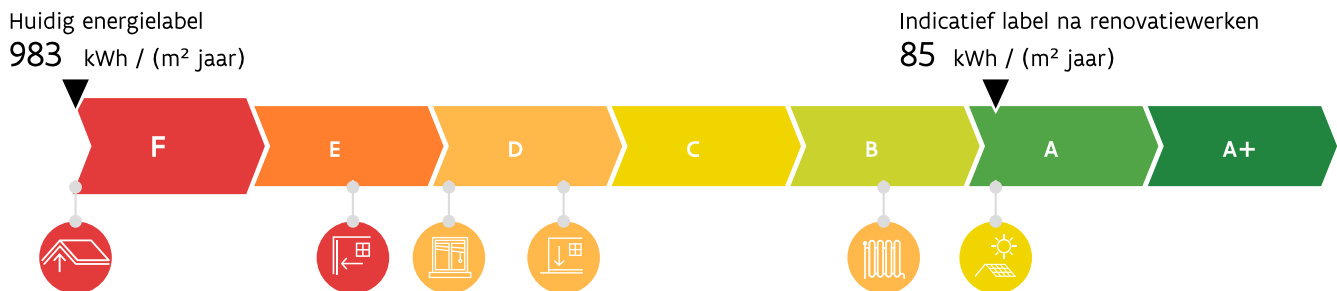 Huidig energielabel
983 kWh / (m² jaar)
Indicatief label na renovatiewerken
85 kWh / (m² jaar)
F E D C B A A+